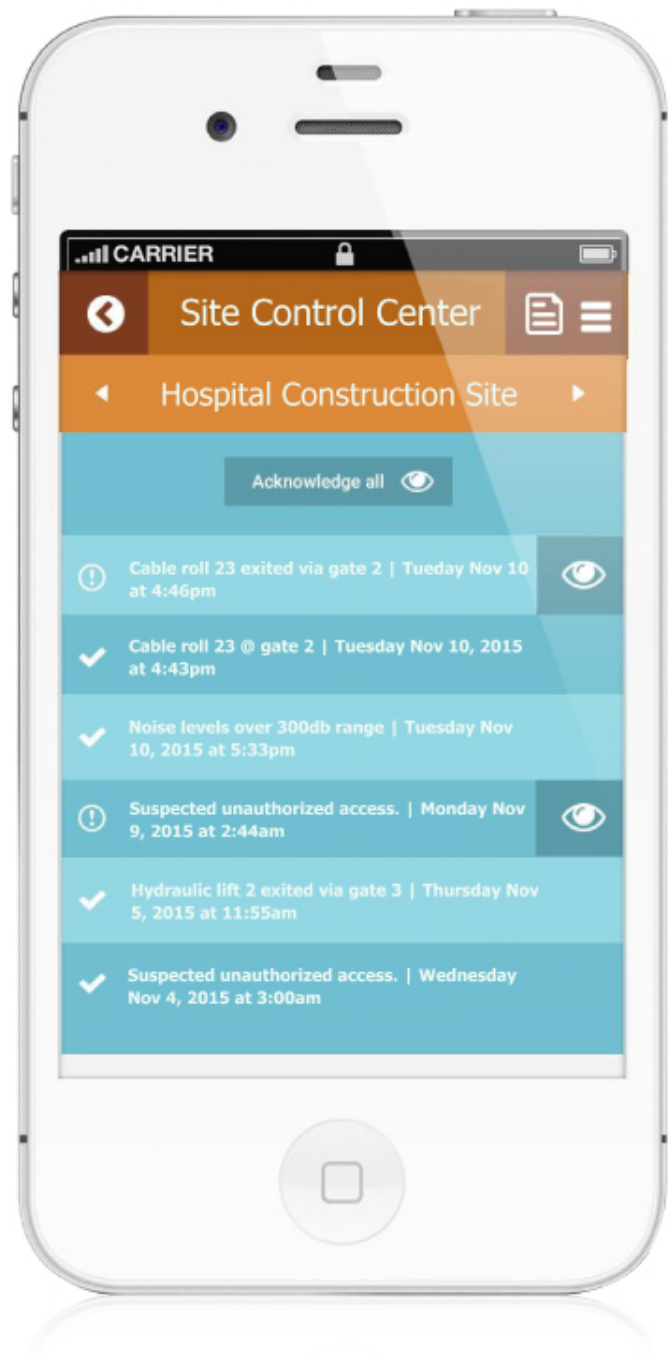 CARRIER
Site Control Center
Hospital Construction Site
Acknowledge all
Cable roll 23 exited via gate 2 | Tueday Nov 10
at 4:46pm
Cable roll 23 @ gate 2 | Tuesday Nov 10, 2015
at 4:43pm
Noise levels over 300db range | Tuesday Nov
10, 2015 at 5:33pm
Suspected unauthorized access. | Monday Nov
9, 2015 at 2:44am
Hydraulic lift 2 exited via gate 3 | Thursday Nov
5, 2015 at 11:55am
Suspected unauthorized access. | Wednesday
Nov 4, 2015 at 3:00am